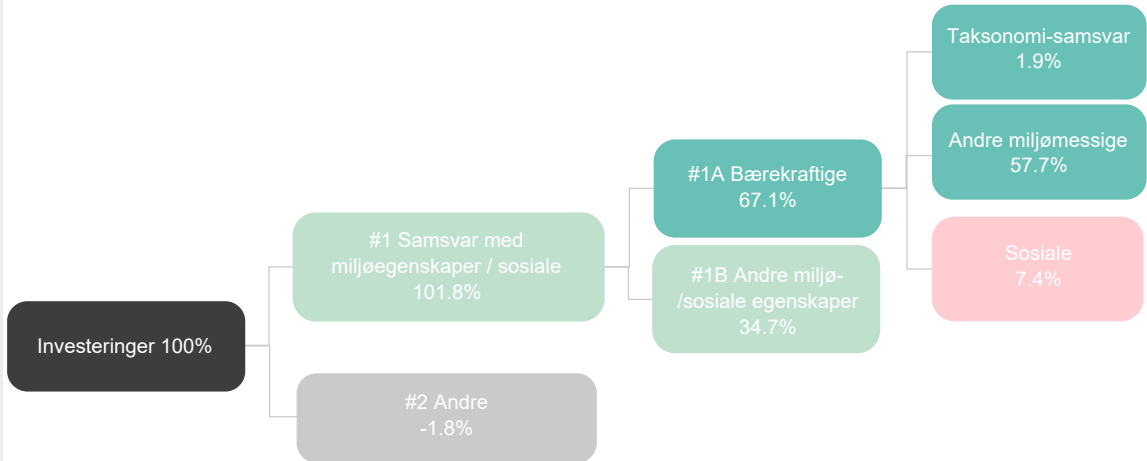 Investeringer 100%
#1 Samsvar med
miljøegenskaper / sosiale
101.8%
#2 Andre
-1.8%
#1A Bærekraftige
67.1%
#1B Andre miljø-
/sosiale egenskaper
34.7%
Taksonomi-samsvar
1.9%
Andre miljømessige
57.7%
Sosiale
7.4%